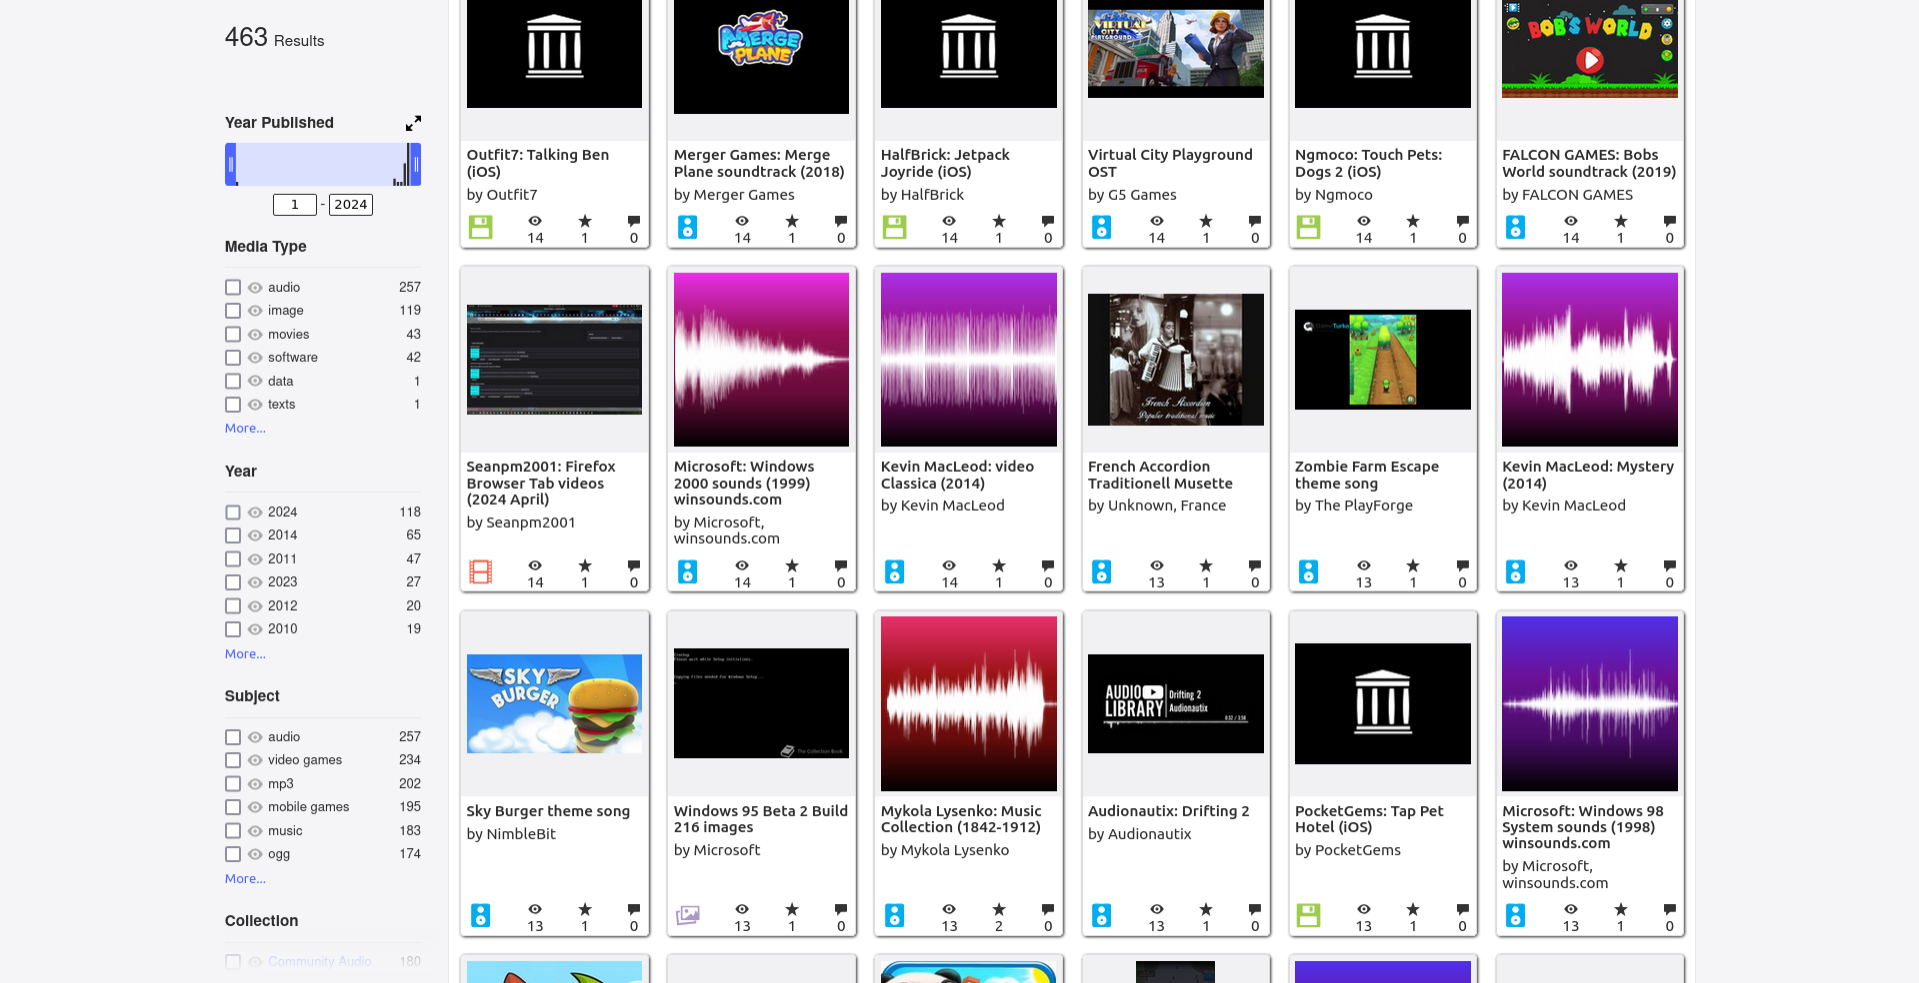 463 Results
Year Published
1 - 2024
Media Type
audio 257
image 119
movies 43
software 42
data 1
texts 1
More...
Year
2024 118
2014 65
2011 47
2023 27
2012 20
2010 19
More...
Subject
audio 257
video games 234
mp3 202
mobile games 195
music 183
ogg 174
More...
Collection
Community Audio 180
Outfit7: Talking Ben
(iOS)
by Outfit7
14 1 0
MERGE
PLANE
Merger Games: Merge
Plane soundtrack (2018)
by Merger Games
14 1 0
HalfBrick: Jetpack
Joyride (iOS)
by HalfBrick
14 1 0
VIRTUAL
CITY
PLAYGROUND
Virtual City Playground
OST
by G5 Games
14 1 0
Ngmoco: Touch Pets:
Dogs 2 (iOS)
by Ngmoco
14 1 0
BOB'S WORLD
FALCON GAMES: Bobs
World soundtrack (2019)
by FALCON GAMES
14 1 0
Seanpm2001: Firefox
Browser Tab videos
(2024 April)
by Seanpm2001
14 1 0
Microsoft: Windows
2000 sounds (1999)
winsounds.com
by Microsoft,
winsounds.com
14 1 0
Kevin MacLeod: video
Classica (2014)
by Kevin MacLeod
14 1 0
French Accordion
Popular traditional music
French Accordion
Traditionell Musette
by Unknown, France
13 1 0
Zombie Farm Escape
theme song
by The PlayForge
13 1 0
Kevin MacLeod: Mystery
(2014)
by Kevin MacLeod
13 1 0
SKY
BURGER
Sky Burger theme song
by NimbleBit
13 1 0
Please wait while Setup initializes.
Copying files needed for Windows Setup...
The Collection Book
Windows 95 Beta 2 Build
216 images
by Microsoft
13 1 0
Mykola Lysenko: Music
Collection (1842-1912)
by Mykola Lysenko
13 2 0
AUDIO
LIBRARY
Drifting 2
Audionautix
Audionautix: Drifting 2
by Audionautix
13 1 0
PocketGems: Tap Pet
Hotel (iOS)
by PocketGems
13 1 0
Microsoft: Windows 98
System sounds (1998)
winsounds.com
by Microsoft,
winsounds.com
13 1 0